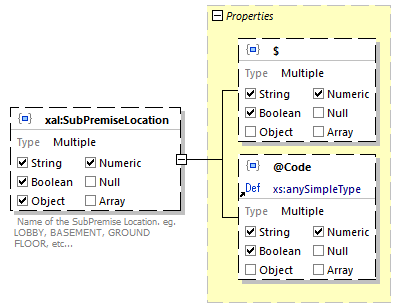 Properties
$
Type Multiple
String Numeric
Boolean Null
Object Array
xal:SubPremiseLocation
Type Multiple
String Numeric
Boolean Null
Object Array
Name of the SubPremise Location. eg.
LOBBY, BASEMENT, GROUND
FLOOR, etc...
@Code
Def xs:anySimpleType
Type Multiple
String Numeric
Boolean Null
Object Array